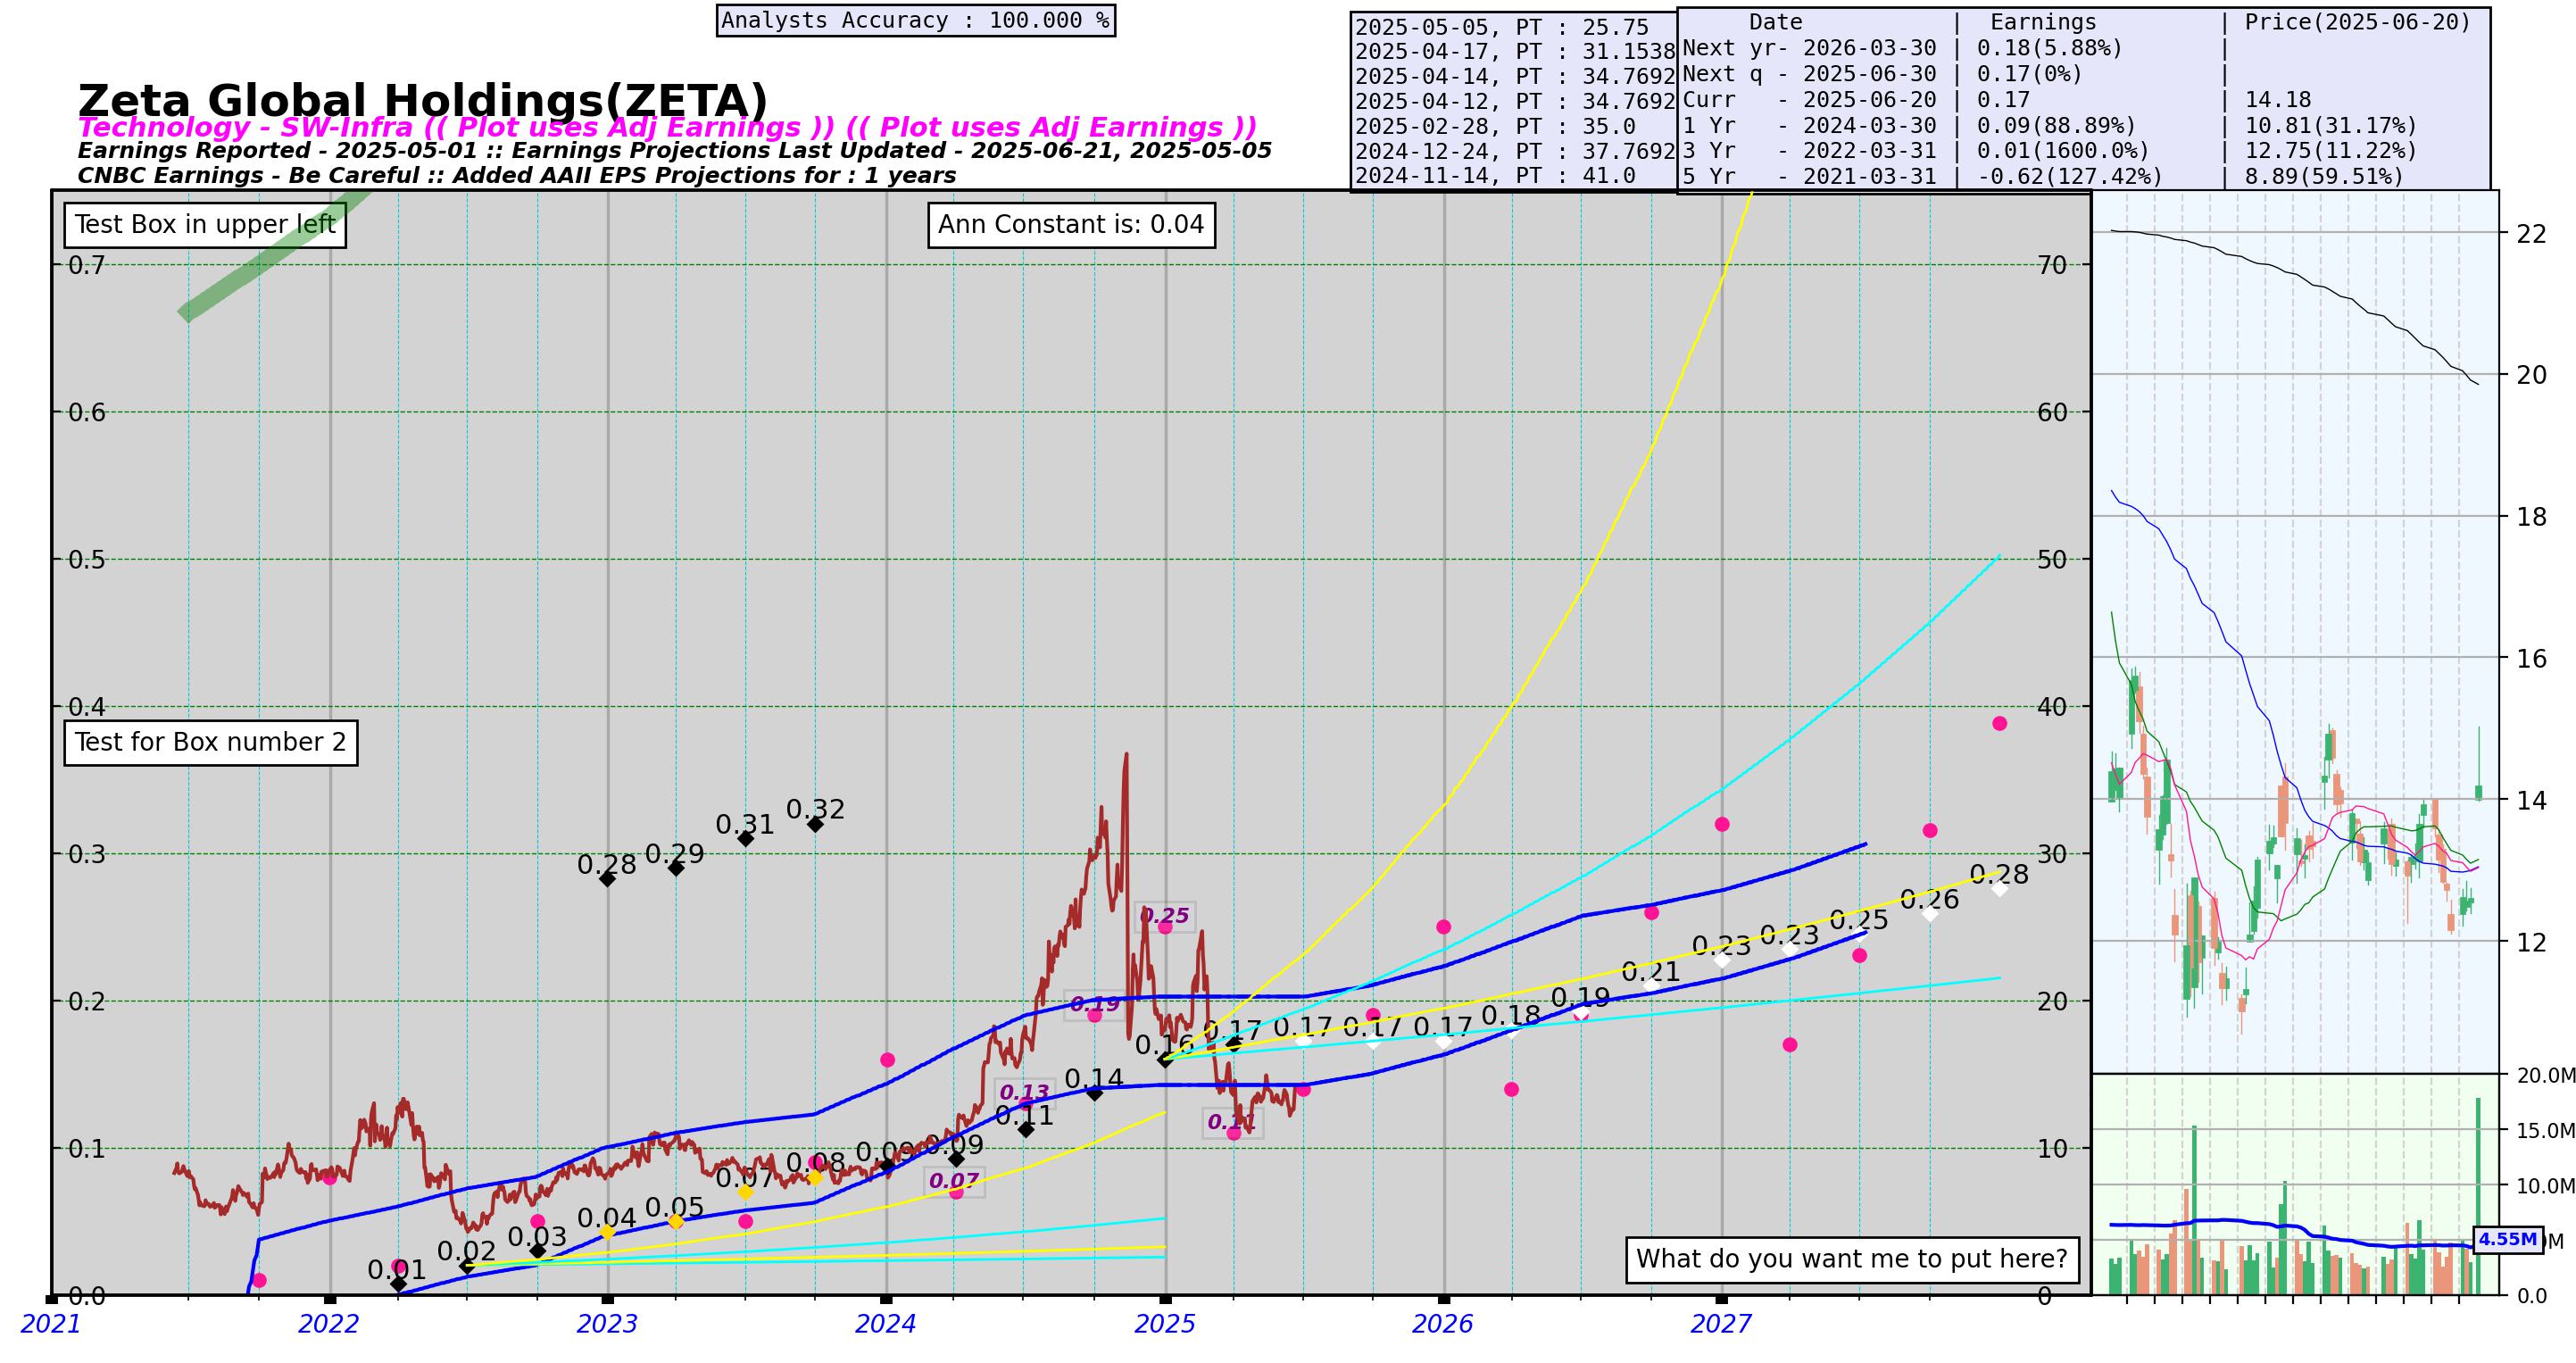 Analysts Accuracy : 100.000 %
2025-05-05, PT : 25.75
2025-04-17, PT : 31.1538
2025-04-14, PT : 34.7692
2025-04-12, PT : 34.7692
2025-02-28, PT : 35.0
2024-12-24, PT : 37.7692
2024-11-14, PT : 41.0
Date | Earnings | Price(2025-06-20)
Next yr- 2026-03-30 | 0.18(5.88%) |
Next q - 2025-06-30 | 0.17(0%) |
Curr - 2025-06-20 | 0.17 | 14.18
1 Yr - 2024-03-30 | 0.09(88.89%) | 10.81(31.17%)
3 Yr - 2022-03-31 | 0.01(1600.0%) | 12.75(11.22%)
5 Yr - 2021-03-31 | -0.62(127.42%) | 8.89(59.51%)
Zeta Global Holdings(ZETA)
Technology - SW-Infra (( Plot uses Adj Earnings )) (( Plot uses Adj Earnings ))
Earnings Reported - 2025-05-01 :: Earnings Projections Last Updated - 2025-06-21, 2025-05-05
CNBC Earnings - Be Careful :: Added AAII EPS Projections for : 1 years
Test Box in upper left
Ann Constant is: 0.04
0.7
0.6
0.5
0.4
0.3
0.2
0.1
0.0
Test for Box number 2
0.01
0.02
0.03
0.04
0.05
0.07
0.08
0.09
0.09
0.11
0.14
0.16
0.17
0.17
0.17
0.17
0.18
0.19
0.21
0.23
0.23
0.25
0.26
0.28
0.28
0.29
0.31
0.32
0.07
0.13
0.19
0.25
0.11
70
60
50
40
30
20
10
0
What do you want me to put here?
2021
2022
2023
2024
2025
2026
2027
22
20
18
16
14
12
20.0M
15.0M
10.0M
4.55M
0.0